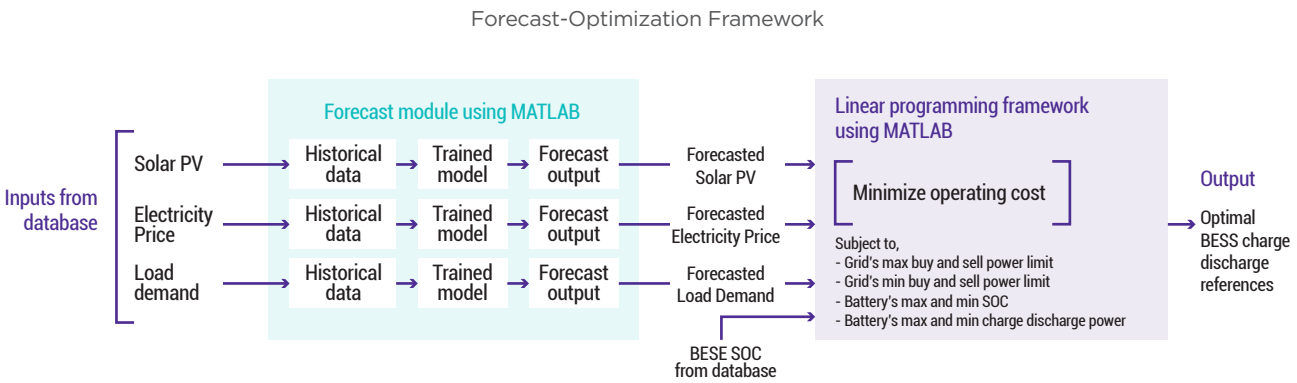 Forecast-Optimization Framework
Inputs from
database
Solar PV
Electricity
Price
Load
demand
Forecast module using MATLAB
Historical
data
Trained
model
Forecast
output
Historical
data
Trained
model
Forecast
output
Historical
data
Trained
model
Forecast
output
Forecasted
Solar PV
Forecasted
Electricity Price
Forecasted
Load Demand
BESE SOC
from database
Linear programming framework
using MATLAB
Minimize operating cost
Subject to,
- Grid's max buy and sell power limit
- Grid's min buy and sell power limit
- Battery's max and min SOC
- Battery's max and min charge discharge power
Output
Optimal
BESS charge
discharge
references